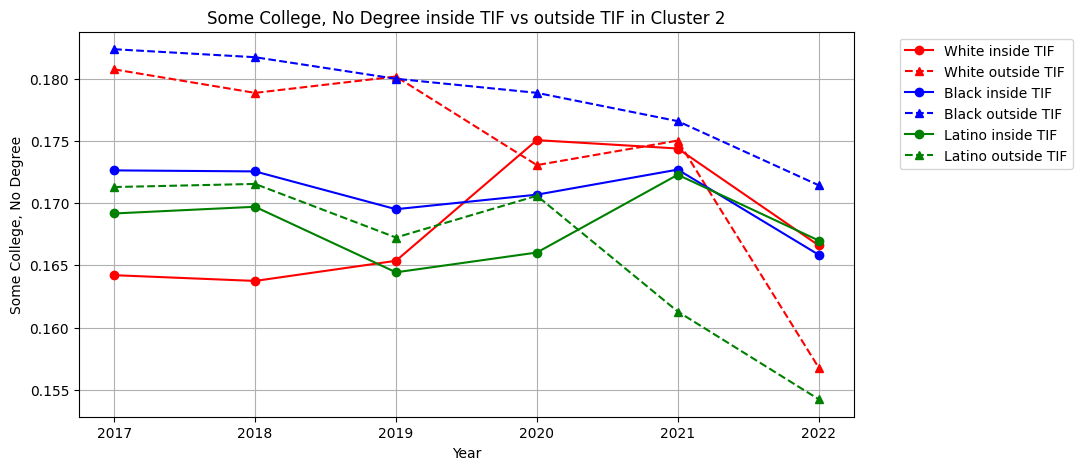 Some College, No Degree inside TIF vs outside TIF in Cluster 2
Some College, No Degree
0.180
0.175
0.170
0.165
0.160
0.155
2017 2018 2019 2020 2021 2022
Year
White inside TIF
White outside TIF
Black inside TIF
Black outside TIF
Latino inside TIF
Latino outside TIF